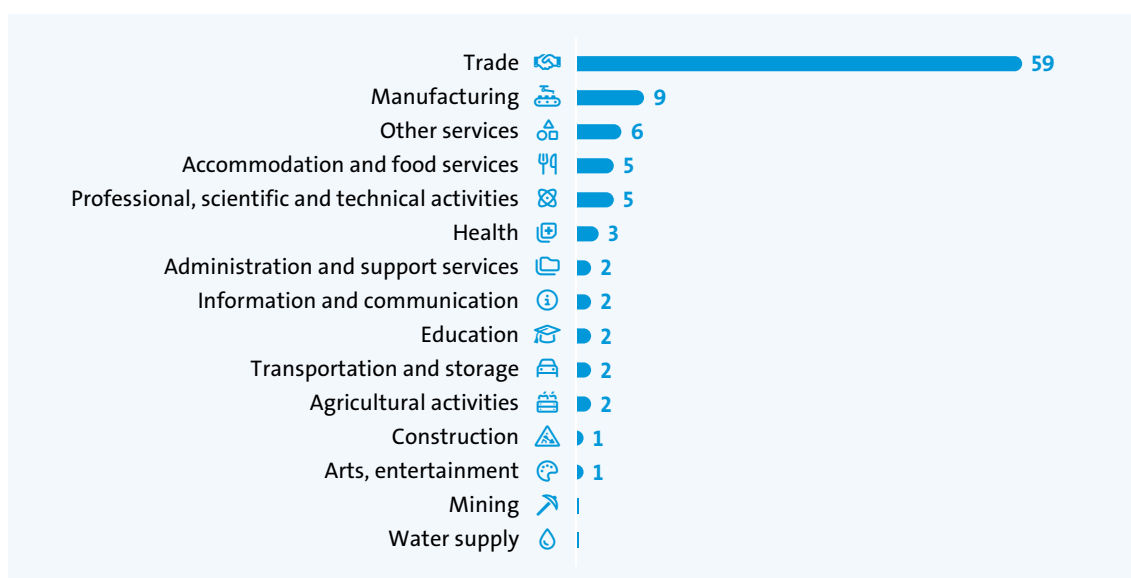 Trade 59
Manufacturing 9
Other services 6
Accommodation and food services 5
Professional, scientific and technical activities 5
Health 3
Administration and support services 2
Information and communication 2
Education 2
Transportation and storage 2
Agricultural activities 2
Construction 1
Arts, entertainment 1
Mining
Water supply